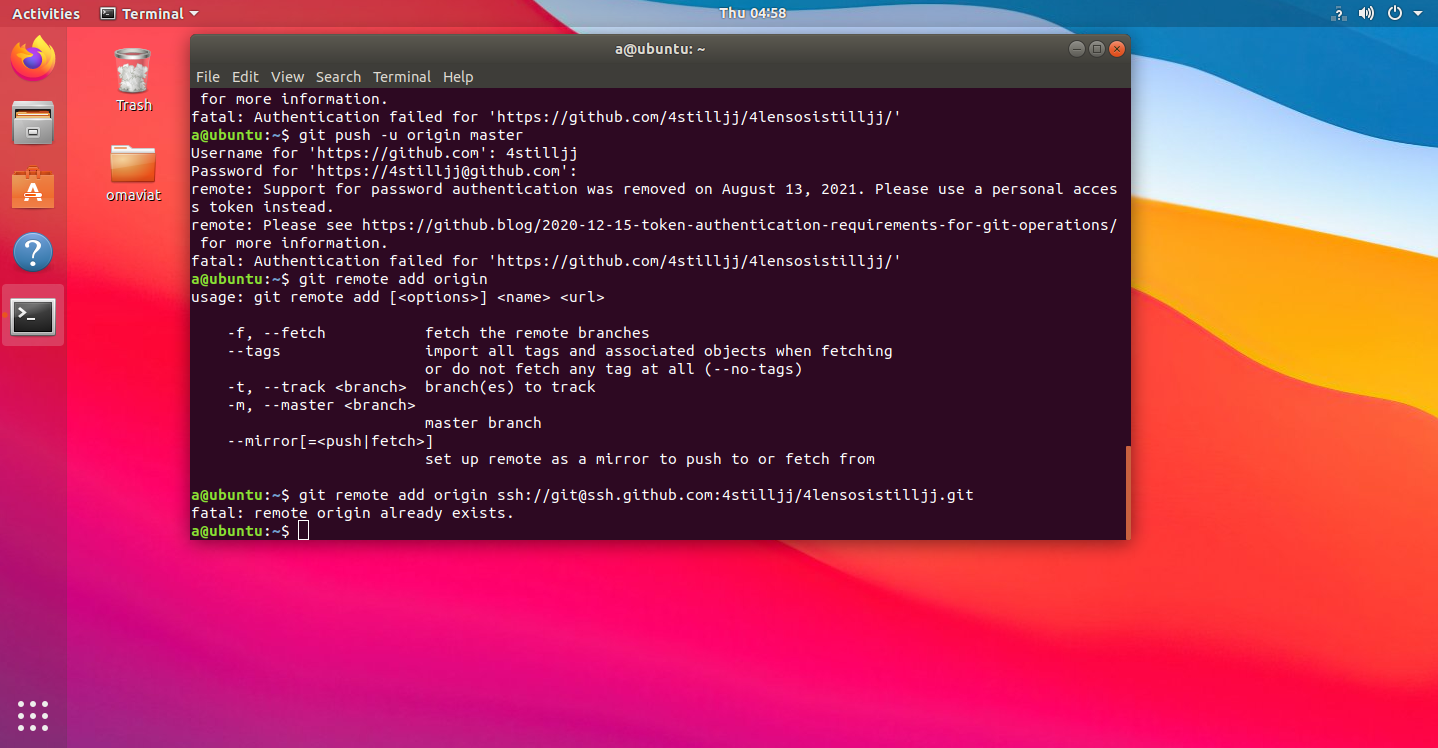 Activities Terminal Thu 04:58
a@ubuntu: ~
File Edit View Search Terminal Help
Trash
omaviat
 for more information.
fatal: Authentication failed for 'https://github.com/4stilljj/4lensosistilljj/'
a@ubuntu:~$ git push -u origin master
Username for 'https://github.com': 4stilljj
Password for 'https://4stilljj@github.com':
remote: Support for password authentication was removed on August 13, 2021. Please use a personal acces
s token instead.
remote: Please see https://github.blog/2020-12-15-token-authentication-requirements-for-git-operations/
 for more information.
fatal: Authentication failed for 'https://github.com/4stilljj/4lensosistilljj/'
a@ubuntu:~$ git remote add origin
usage: git remote add [<options>] <name> <url>
    -f, --fetch           fetch the remote branches
    --tags                import all tags and associated objects when fetching
                          or do not fetch any tag at all (--no-tags)
    -t, --track <branch>  branch(es) to track
    -m, --master <branch>
                          master branch
    --mirror[=<push|fetch>]
                          set up remote as a mirror to push to or fetch from
a@ubuntu:~$ git remote add origin ssh://git@ssh.github.com:4stilljj/4lensosistilljj.git
fatal: remote origin already exists.
a@ubuntu:~$